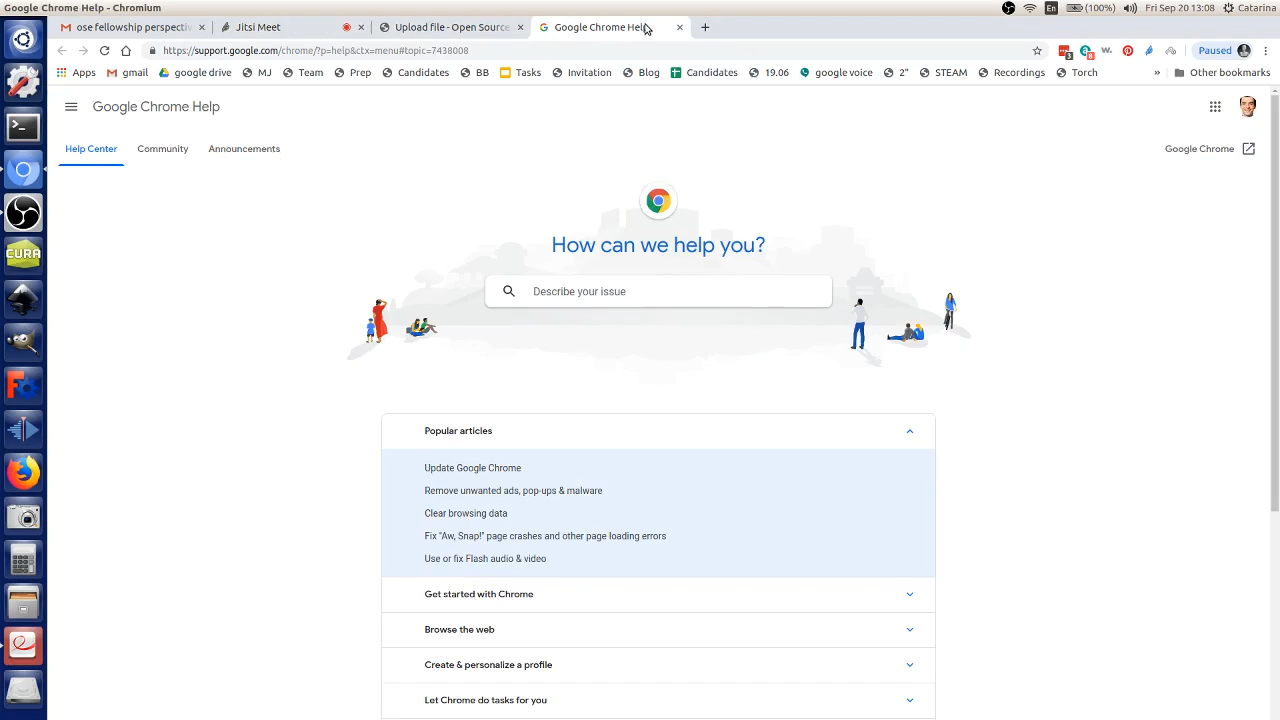 Google Chrome Help - Chromium
En
(100%)
Fri Sep 20 13:08
Catarina
ose fellowship perspectiv
Jitsi Meet
Upload file - Open Source
Google Chrome Help
https://support.google.com/chrome/?p=help&ctx=menu#topic=7438008
Paused
Apps
gmail
google drive
MJ
Team
Prep
Candidates
BB
Tasks
Invitation
Blog
Candidates
19.06
google voice
2"
STEAM
Recordings
Torch
»
Other bookmarks
Google Chrome Help
Help Center
Community
Announcements
Google Chrome
How can we help you?
Describe your issue
Popular articles
Update Google Chrome
Remove unwanted ads, pop-ups & malware
Clear browsing data
Fix "Aw, Snap!" page crashes and other page loading errors
Use or fix Flash audio & video
Get started with Chrome
Browse the web
Create & personalize a profile
Let Chrome do tasks for you
CURA